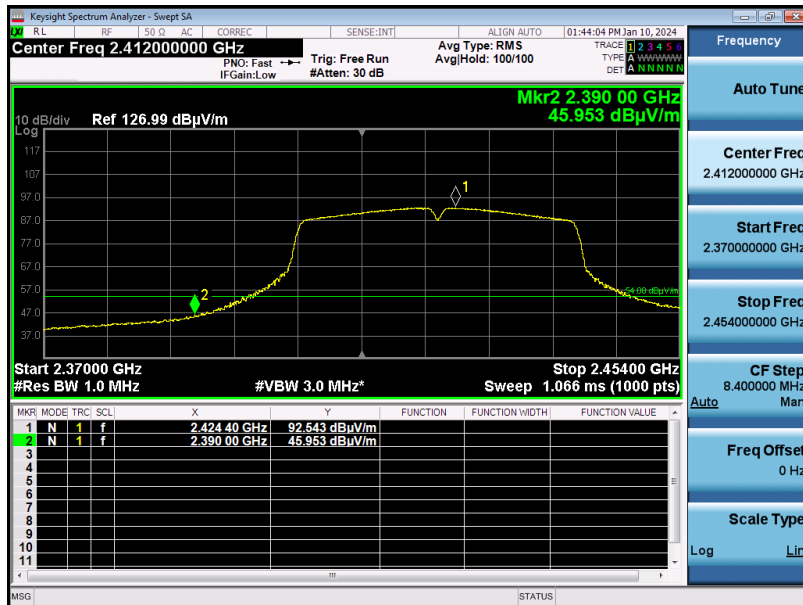 Keysight Spectrum Analyzer - Swept SA
LXI RL RF 50 Ω AC CORREC SENSE:INT ALIGN AUTO 01:44:04 PM Jan 10, 2024
Center Freq 2.412000000 GHz
PNO: Fast
IFGain:Low
Trig: Free Run
#Atten: 30 dB
Avg Type: RMS
Avg|Hold: 100/100
TRACE 1 2 3 4 5 6
TYPE A WWWWW
DET A N N N N N
Mkr2 2.390 00 GHz
45.953 dBµV/m
10 dB/div Ref 126.99 dBµV/m
Log
117
107
97.0
87.0
77.0
67.0
57.0
47.0
37.0
1
2
54.00 dBµV/m
Start 2.37000 GHz Stop 2.45400 GHz
#Res BW 1.0 MHz #VBW 3.0 MHz* Sweep 1.066 ms (1000 pts)
MKR MODE TRC SCL X Y FUNCTION FUNCTION WIDTH FUNCTION VALUE
1 N 1 f 2.424 40 GHz 92.543 dBµV/m
2 N 1 f 2.390 00 GHz 45.953 dBµV/m
3
4
5
6
7
8
9
10
11
MSG STATUS
Frequency
Auto Tune
Center Freq
2.412000000 GHz
Start Freq
2.370000000 GHz
Stop Freq
2.454000000 GHz
CF Step
8.400000 MHz
Auto Man
Freq Offset
0 Hz
Scale Type
Log Lin